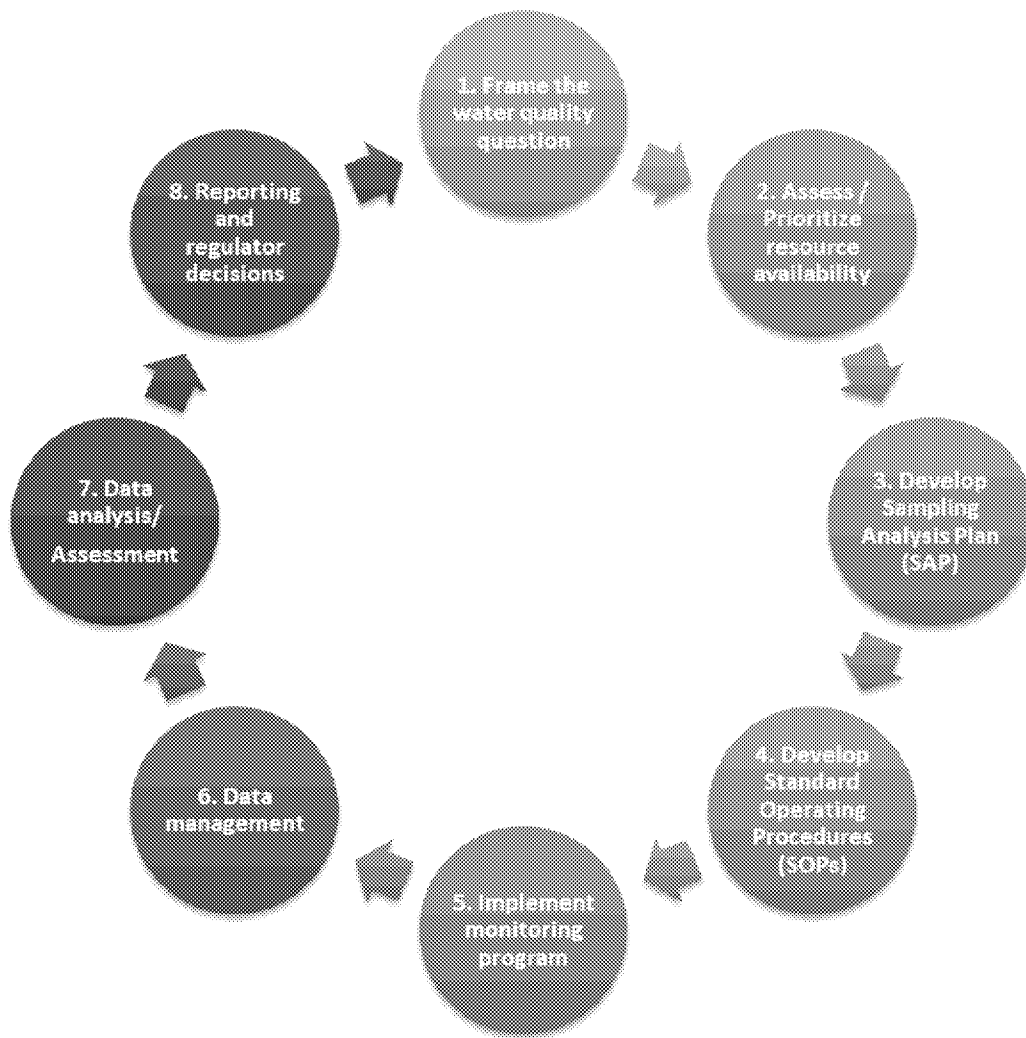 1. Frame the
water quality
question
2. Assess /
Prioritize
resource
availability
3. Develop
Sampling
Analysis Plan
(SAP)
4. Develop
Standard
Operating
Procedures
(SOPs)
5. Implement
monitoring
program
6. Data
management
7. Data
analysis/
Assessment
8. Reporting
and
regulator
decisions